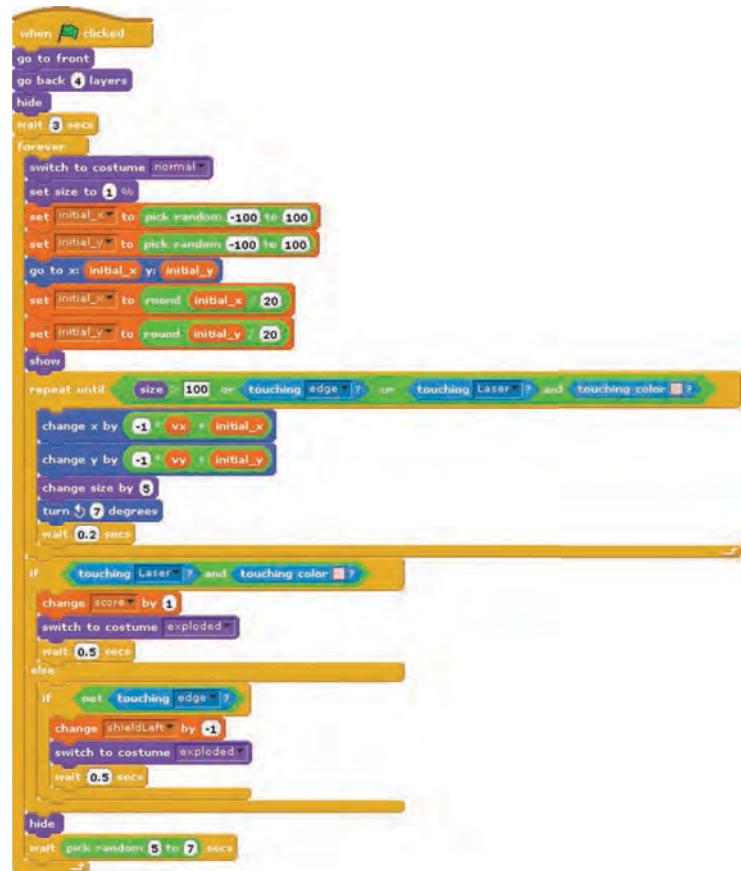 when clicked
go to front
go back 4 layers
hide
wait 3 secs
forever
switch to costume normal
set size to 1 %
set initial_x to pick random -100 to 100
set initial_y to pick random -100 to 100
go to x: initial_x y: initial_y
set initial_x to round initial_x / 20
set initial_y to round initial_y / 20
show
repeat until size > 100 or touching edge ? or touching Laser ? and touching color ?
change x by -1 * vx + initial_x
change y by -1 * vy + initial_y
change size by 5
turn 7 degrees
wait 0.2 secs
if touching Laser ? and touching color ?
change score by 1
switch to costume exploded
wait 0.5 secs
else
if not touching edge ?
change shieldLeft by -1
switch to costume exploded
wait 0.5 secs
hide
wait pick random 5 to 7 secs